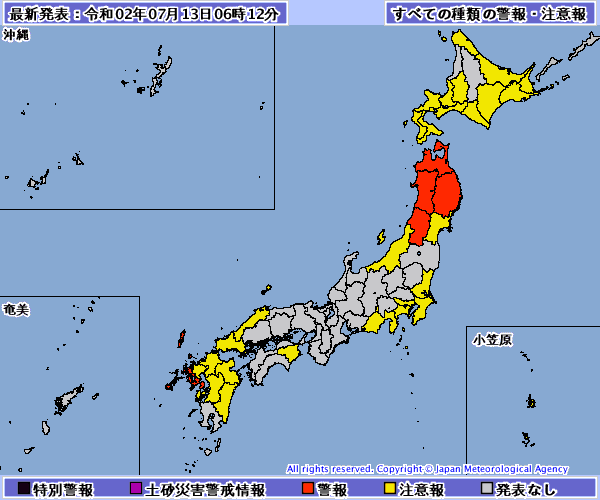 最新発表：令和02年07月13日06時12分
すべての種類の警報・注意報
沖縄
奄美
小笠原
All rights reserved. Copyright © Japan Meteorological Agency
特別警報
土砂災害警戒情報
警報
注意報
発表なし